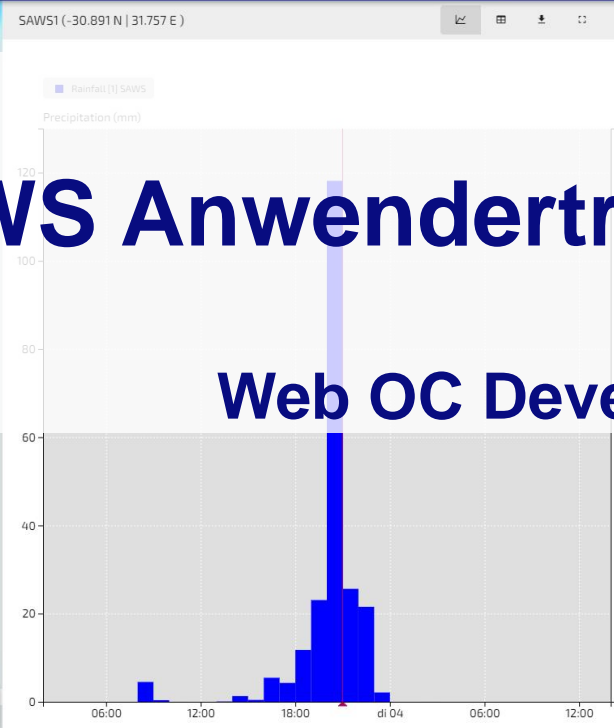 SAWS1 (-30.891 N | 31.757 E )
Rainfall [1] SAWS
Precipitation (mm)
120
WS Anwendertr
100
80
Web OC Deve
60
40
20
0
06:00 12:00 18:00 di 04 06:00 12:00